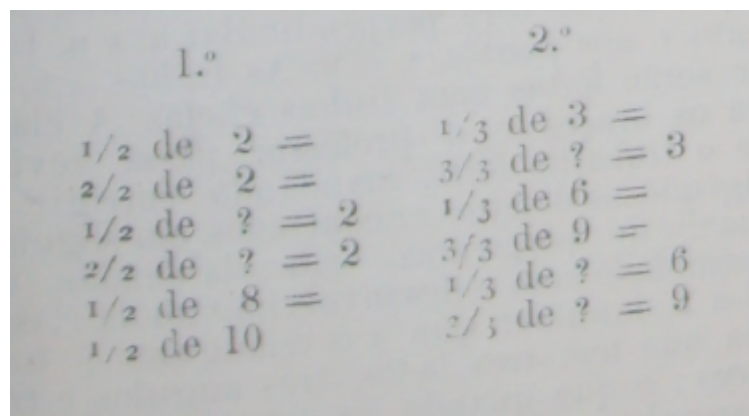 1.º
1/2 de 2 =
2/2 de 2 =
1/2 de ? = 2
2/2 de ? = 2
1/2 de 8 =
1/2 de 10
2.º
1/3 de 3 =
3/3 de ? = 3
1/3 de 6 =
3/3 de 9 =
1/3 de ? = 6
de ? = 9